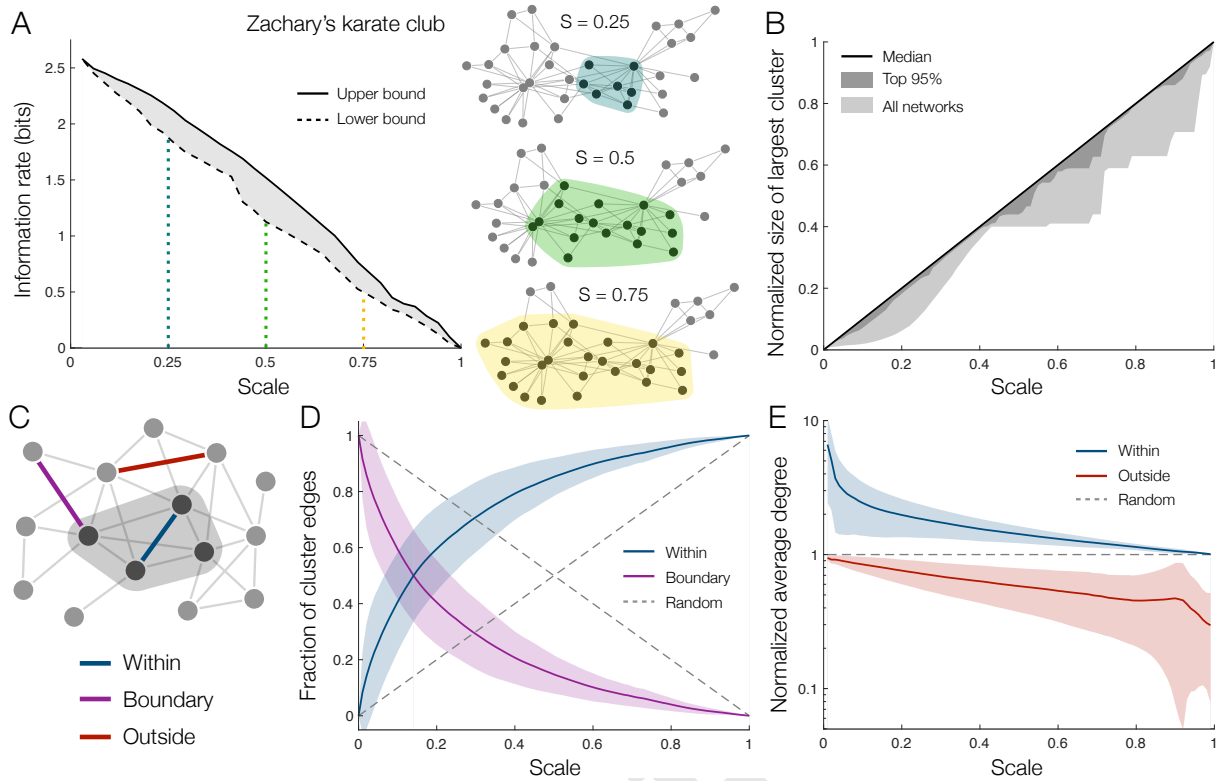 A
Zachary's karate club
Information rate (bits)
2.5
2
1.5
1
0.5
0
0.25
0.5
0.75
1
Scale
Upper bound
Lower bound
S = 0.25
S = 0.5
S = 0.75
B
Normalized size of largest cluster
1
0.8
0.6
0.4
0.2
0
0
0.2
0.4
0.6
0.8
1
Scale
Median
Top 95%
All networks
C
Within
Boundary
Outside
D
Fraction of cluster edges
1
0.8
0.6
0.4
0.2
0
0
0.2
0.4
0.6
0.8
1
Scale
Within
Boundary
Random
E
Normalized average degree
10
1
0.1
0
0.2
0.4
0.6
0.8
1
Scale
Within
Outside
Random